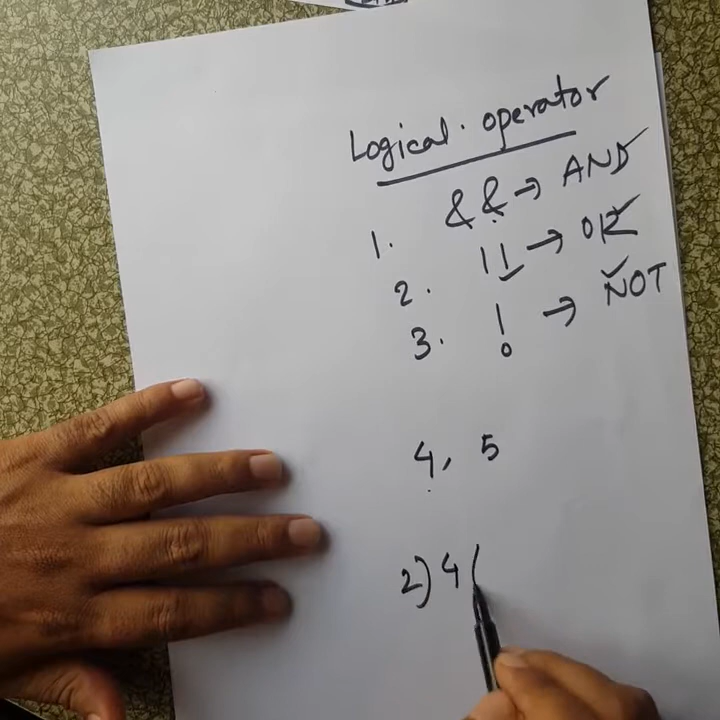 Logical. operator
1. && → AND
2. || → OR
3. ! → NOT
4, 5
2) 4 (